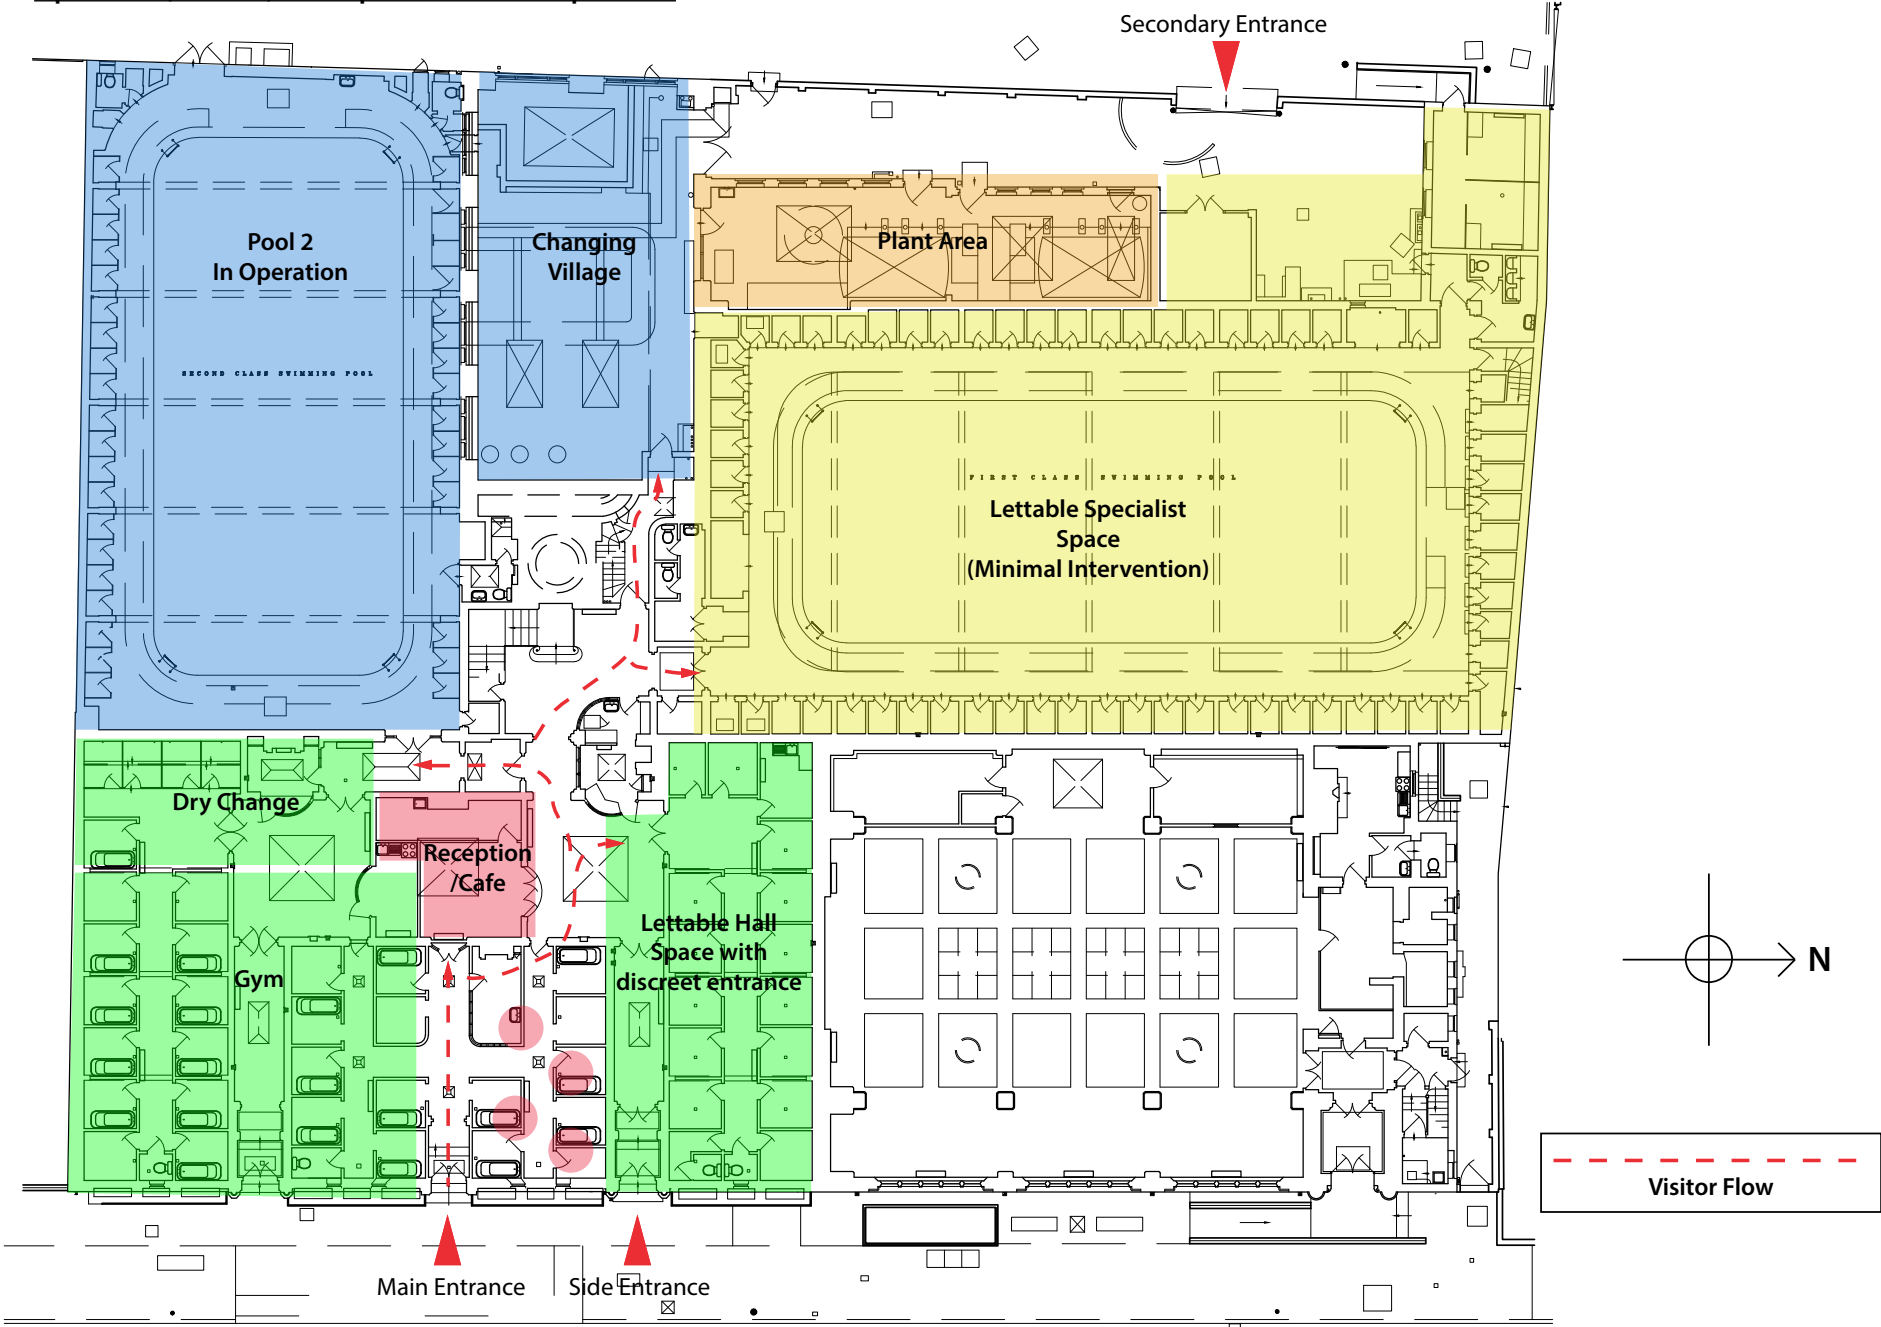 Secondary Entrance
Pool 2
In Operation
Changing
Village
Plant Area
SECOND CLASS SWIMMING POOL
FIRST CLASS SWIMMING POOL
Lettable Specialist
Space
(Minimal Intervention)
Dry Change
Reception
/Cafe
Lettable Hall
Space with
discreet entrance
Gym
N
Visitor Flow
Main Entrance
Side Entrance